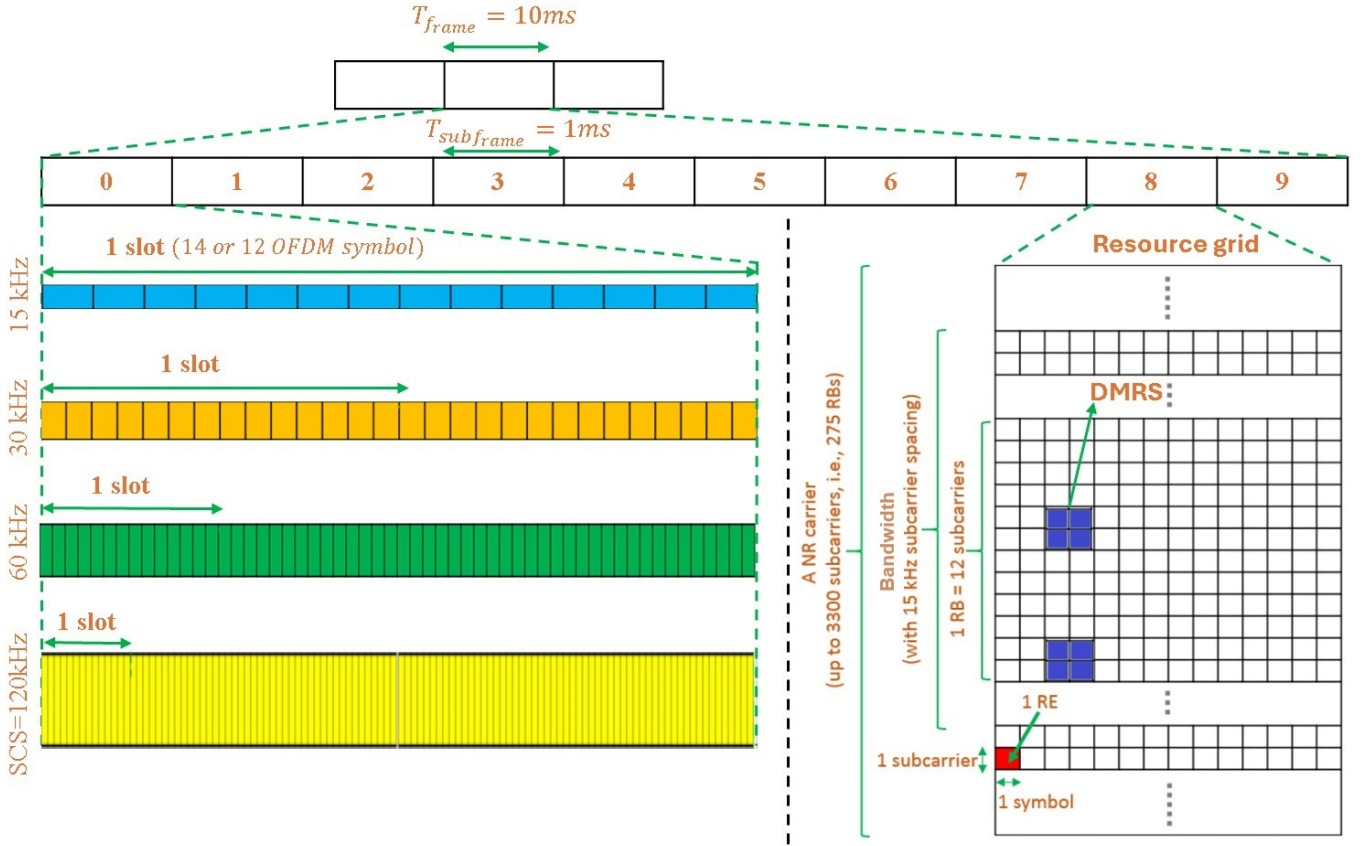 T_frame = 10ms
T_subframe = 1ms
0 1 2 3 4 5 6 7 8 9
1 slot (14 or 12 OFDM symbol)
15 kHz
1 slot
30 kHz
1 slot
60 kHz
1 slot
SCS=120kHz
Resource grid
A NR carrier
(up to 3300 subcarriers, i.e., 275 RBs)
Bandwidth
(with 15 kHz subcarrier spacing)
1 RB = 12 subcarriers
DMRS
1 RE
1 subcarrier
1 symbol